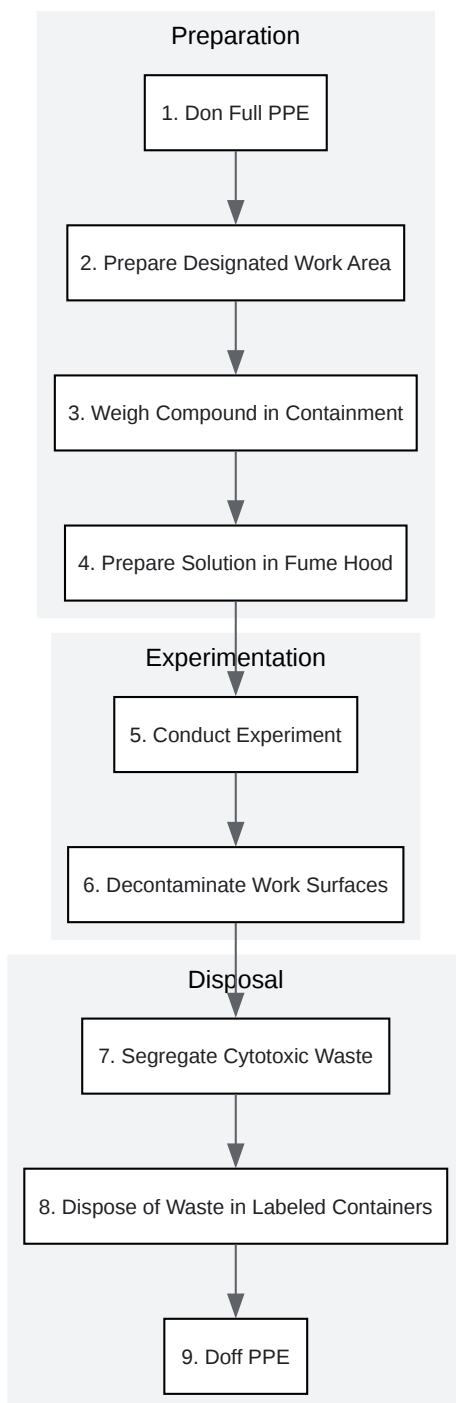 Preparation
1. Don Full PPE
2. Prepare Designated Work Area
3. Weigh Compound in Containment
4. Prepare Solution in Fume Hood
Experimentation
5. Conduct Experiment
6. Decontaminate Work Surfaces
Disposal
7. Segregate Cytotoxic Waste
8. Dispose of Waste in Labeled Containers
9. Doff PPE